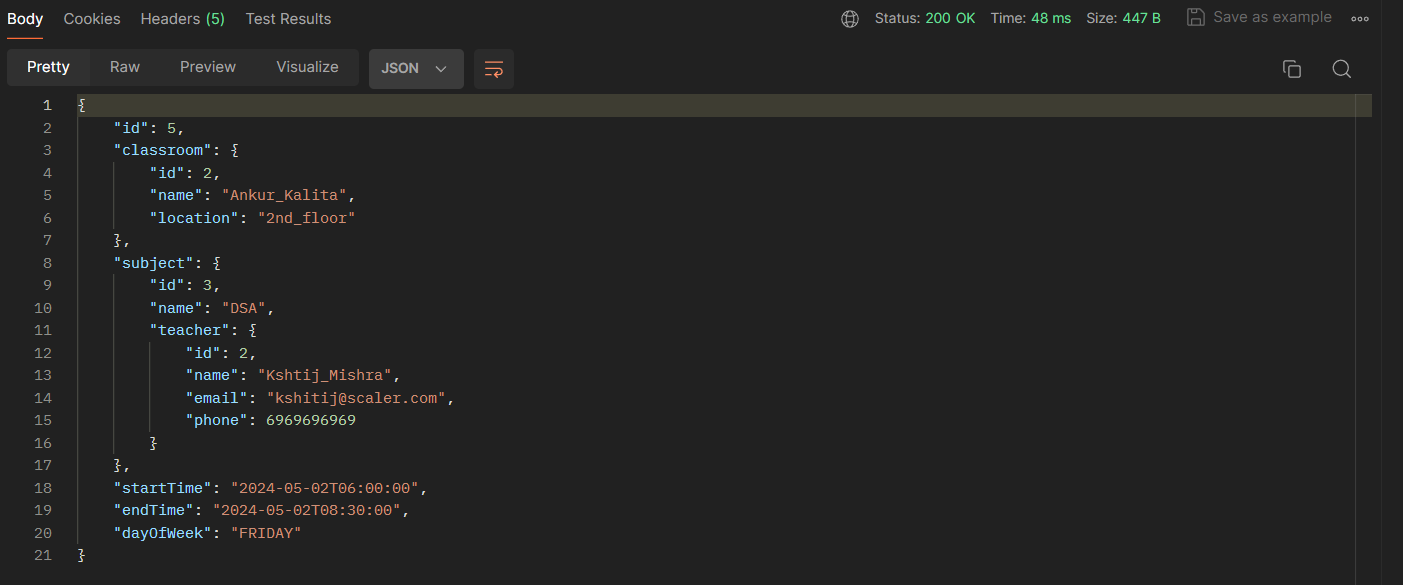 Body Cookies Headers (5) Test Results Status: 200 OK Time: 48 ms Size: 447 B Save as example
Pretty Raw Preview Visualize JSON
1 {
2 "id": 5,
3 "classroom": {
4 "id": 2,
5 "name": "Ankur_Kalita",
6 "location": "2nd_floor"
7 },
8 "subject": {
9 "id": 3,
10 "name": "DSA",
11 "teacher": {
12 "id": 2,
13 "name": "Kshtij_Mishra",
14 "email": "kshitij@scaler.com",
15 "phone": 6969696969
16 }
17 },
18 "startTime": "2024-05-02T06:00:00",
19 "endTime": "2024-05-02T08:30:00",
20 "dayOfWeek": "FRIDAY"
21 }